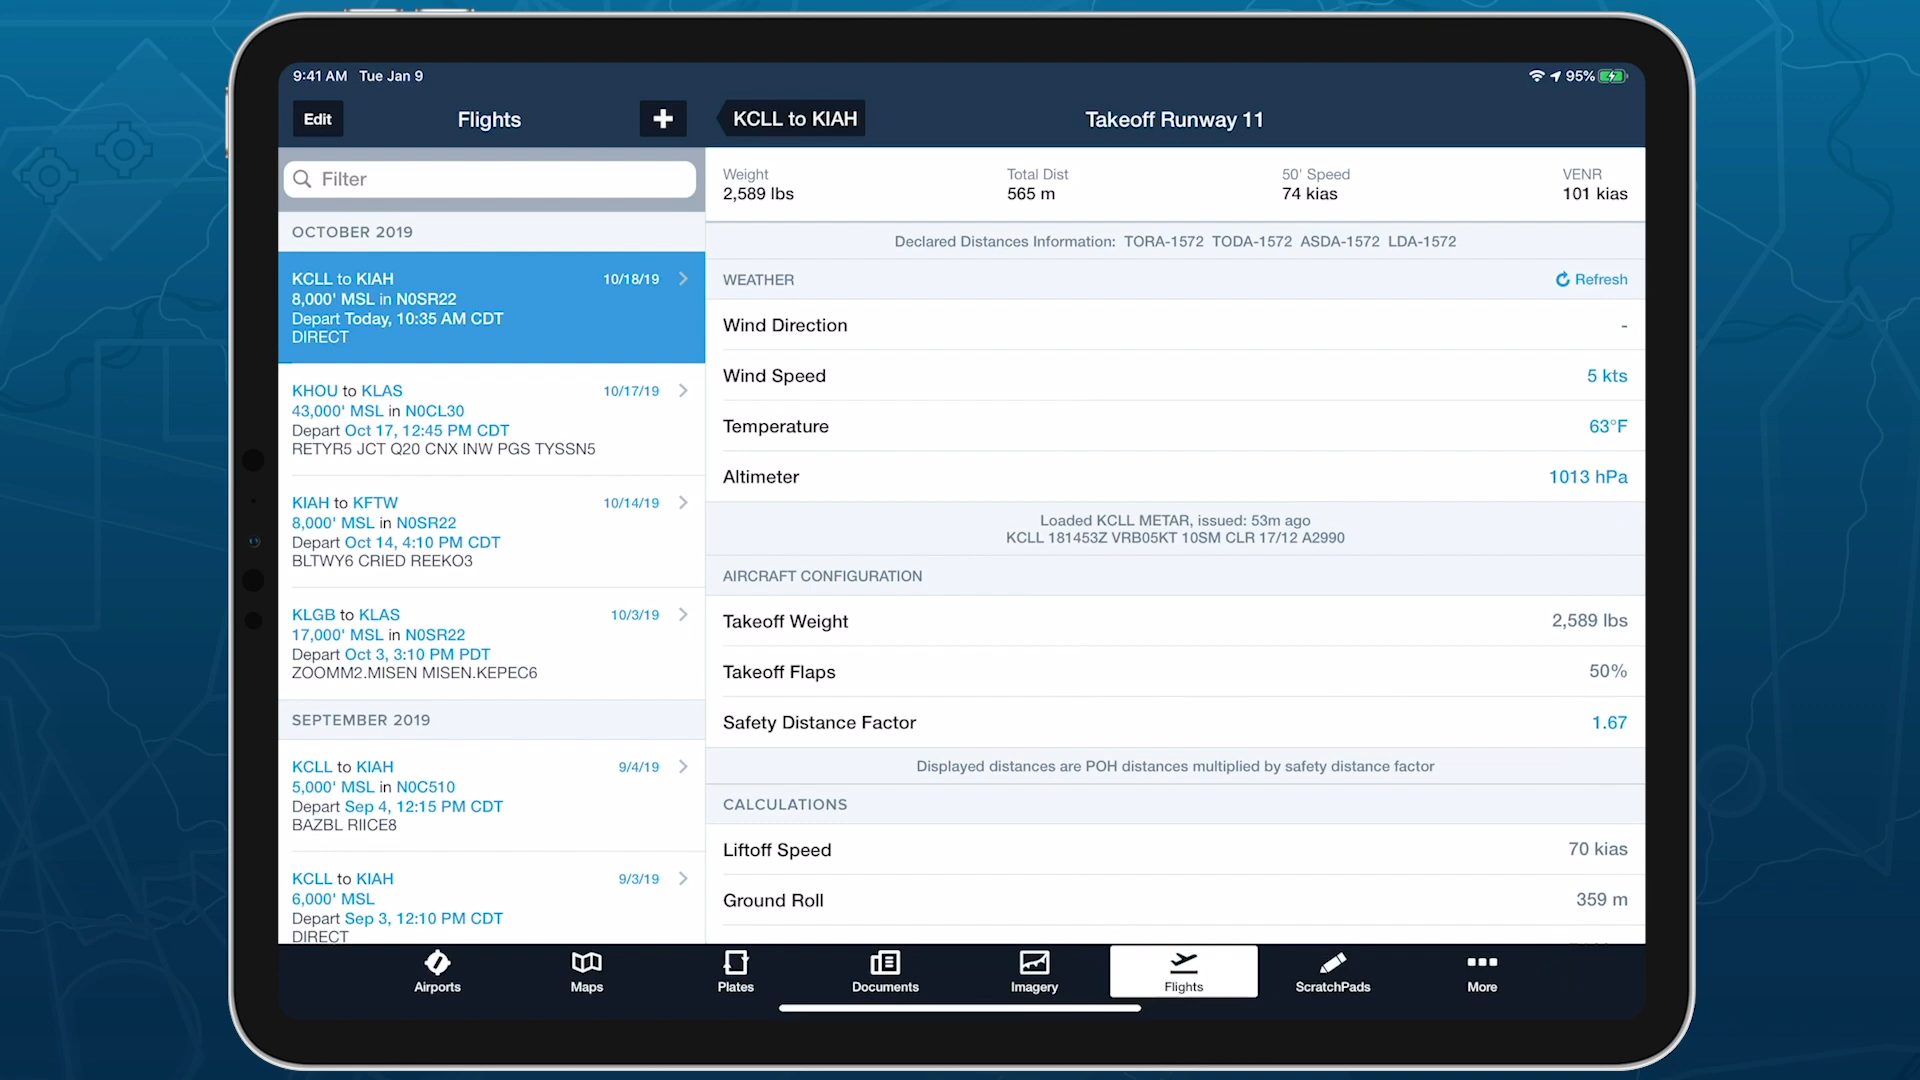 9:41 AM Tue Jan 9
95%
Edit
Flights
KCLL to KIAH
Takeoff Runway 11
Filter
OCTOBER 2019
KCLL to KIAH 10/18/19
8,000' MSL in N0SR22
Depart Today, 10:35 AM CDT
DIRECT
KHOU to KLAS 10/17/19
43,000' MSL in N0CL30
Depart Oct 17, 12:45 PM CDT
RETYR5 JCT Q20 CNX INW PGS TYSSN5
KIAH to KFTW 10/14/19
8,000' MSL in N0SR22
Depart Oct 14, 4:10 PM CDT
BLTWY6 CRIED REEKO3
KLGB to KLAS 10/3/19
17,000' MSL in N0SR22
Depart Oct 3, 3:10 PM PDT
ZOOMM2.MISEN MISEN.KEPEC6
SEPTEMBER 2019
KCLL to KIAH 9/4/19
5,000' MSL in N0C510
Depart Sep 4, 12:15 PM CDT
BAZBL RIICE8
KCLL to KIAH 9/3/19
6,000' MSL
Depart Sep 3, 12:10 PM CDT
DIRECT
Weight Total Dist 50' Speed VENR
2,589 lbs 565 m 74 kias 101 kias
Declared Distances Information: TORA-1572 TODA-1572 ASDA-1572 LDA-1572
WEATHER Refresh
Wind Direction -
Wind Speed 5 kts
Temperature 63°F
Altimeter 1013 hPa
Loaded KCLL METAR, issued: 53m ago
KCLL 181453Z VRB05KT 10SM CLR 17/12 A2990
AIRCRAFT CONFIGURATION
Takeoff Weight 2,589 lbs
Takeoff Flaps 50%
Safety Distance Factor 1.67
Displayed distances are POH distances multiplied by safety distance factor
CALCULATIONS
Liftoff Speed 70 kias
Ground Roll 359 m
Airports Maps Plates Documents Imagery Flights ScratchPads More